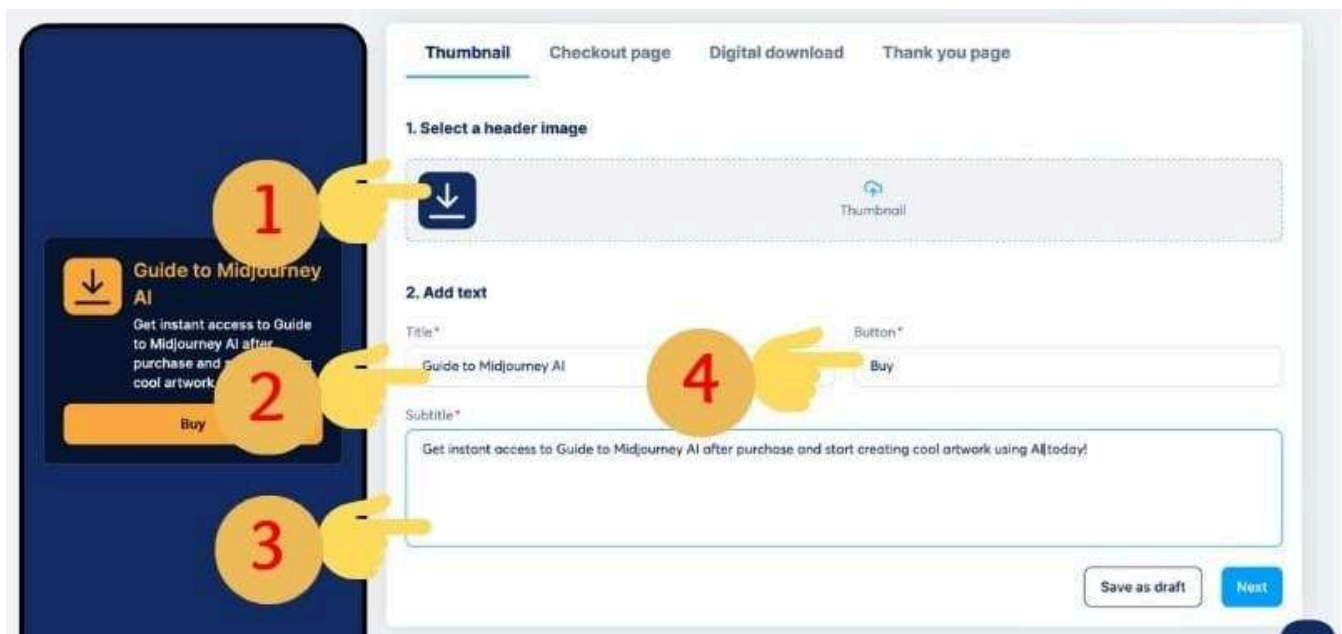 Thumbnail Checkout page Digital download Thank you page
1. Select a header image
1
Thumbnail
Guide to Midjourney
AI
Get instant access to Guide
to Midjourney AI after
purchase and
cool artwork
Buy
2. Add text
Title* Button*
2
Guide to Midjourney AI
4
Buy
Subtitle*
Get instant access to Guide to Midjourney AI after purchase and start creating cool artwork using AI today!
3
Save as draft Next